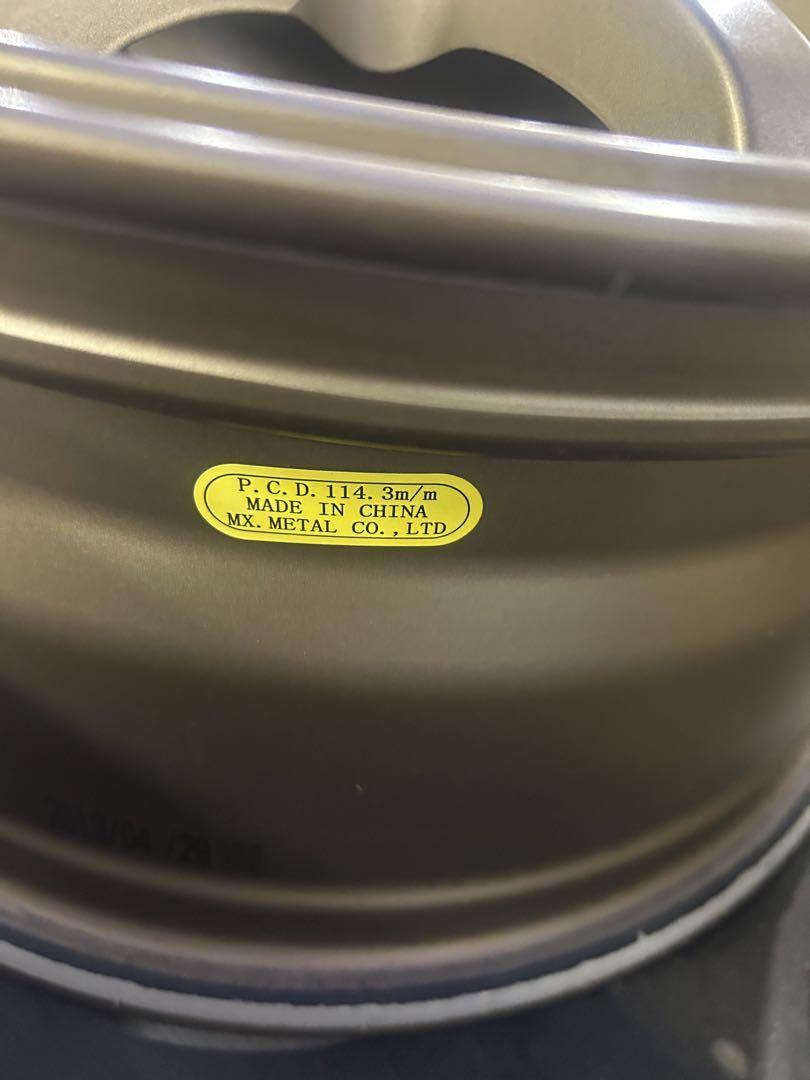 P.C.D.114.3m/m
MADE IN CHINA
MX.METAL CO.,LTD